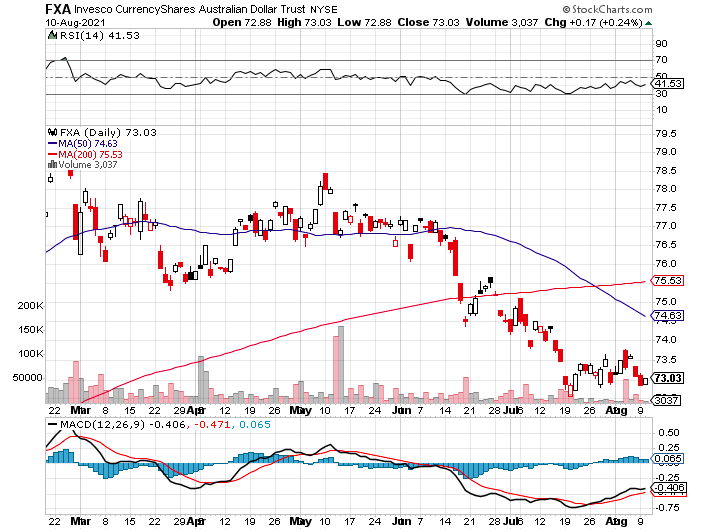 FXA Invesco CurrencyShares Australian Dollar Trust NYSE © StockCharts.com
10-Aug-2021 Open 72.88 High 73.03 Low 72.88 Close 73.03 Volume 3,037 Chg +0.17 (+0.24%)
RSI(14) 41.53
90
70
50
41.53
30
10
FXA (Daily) 73.03
MA(50) 74.63
MA(200) 75.53
Volume 3,037
79.5
79.0
78.5
78.0
77.5
77.0
76.5
76.0
75.53
75.0
74.63
74.0
73.5
73.03
3037
200K
150K
100K
50000
22 Mar 8 15 22 29 Apr 12 19 26 May 10 17 24 Jun 7 14 21 28 Jul 6 12 19 26 Aug 9
MACD(12,26,9) -0.406, -0.471, 0.065
0.50
0.25
0.065
-0.25
-0.406
-0.75
22 Mar 8 15 22 29 Apr 12 19 26 May 10 17 24 Jun 7 14 21 28 Jul 6 12 19 26 Aug 9